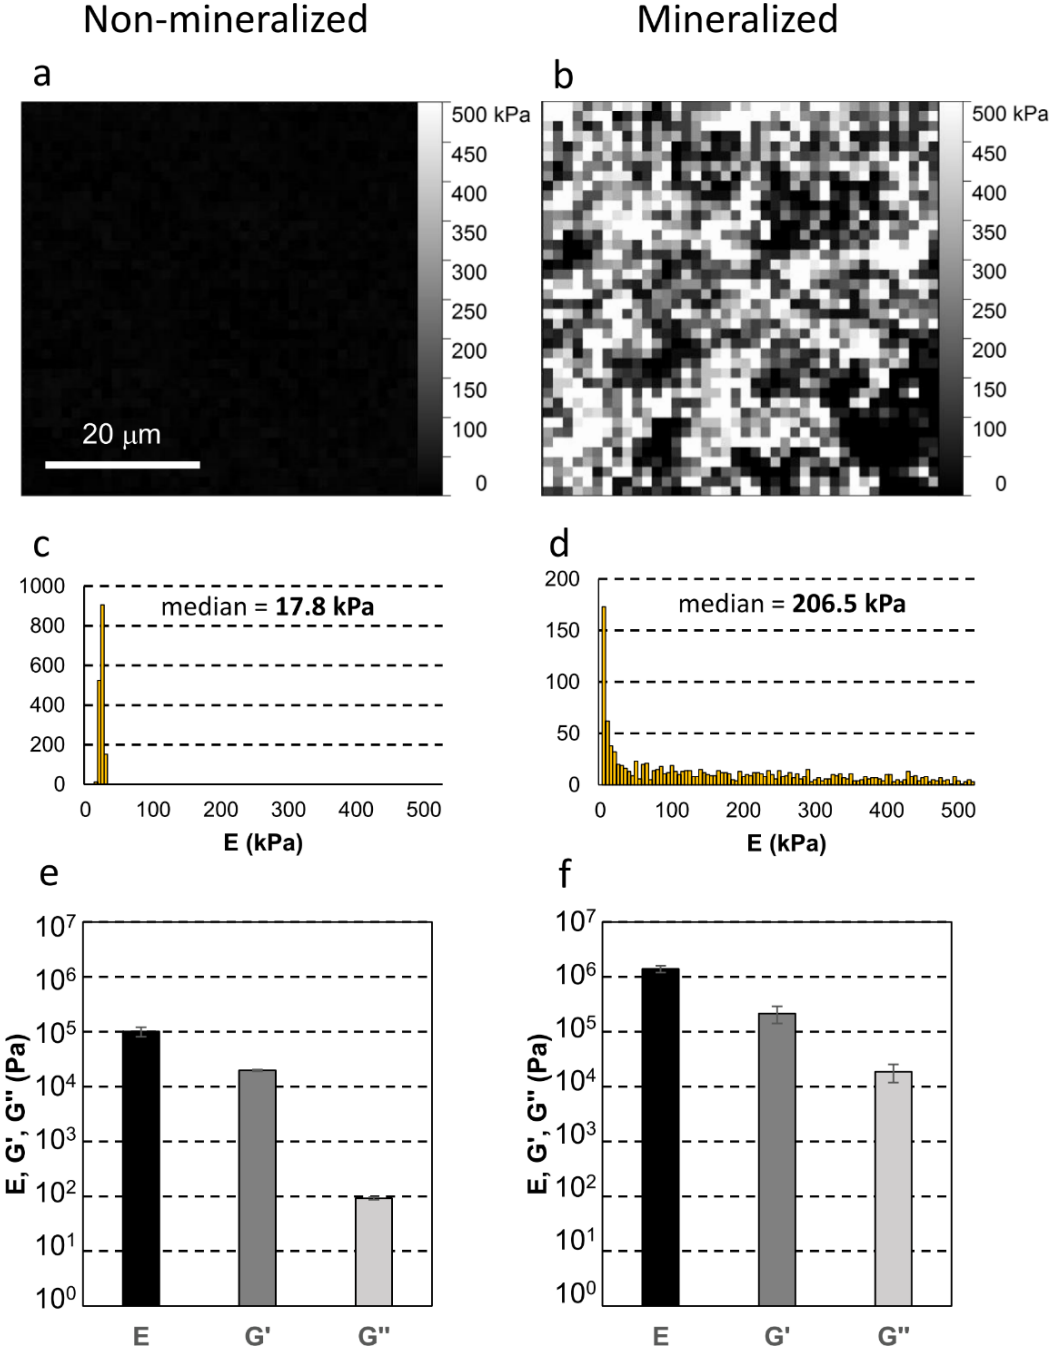 Non-mineralized
Mineralized
a
b
500 kPa
450
400
350
300
250
200
150
100
0
20 μm
500 kPa
450
400
350
300
250
200
150
100
0
c
d
1000
800
600
400
200
0
median = 17.8 kPa
0 100 200 300 400 500
E (kPa)
200
150
100
50
0
median = 206.5 kPa
0 100 200 300 400 500
E (kPa)
e
f
10⁷
10⁶
10⁵
10⁴
10³
10²
10¹
10⁰
E, G', G" (Pa)
E G' G"
10⁷
10⁶
10⁵
10⁴
10³
10²
10¹
10⁰
E, G', G" (Pa)
E G' G"